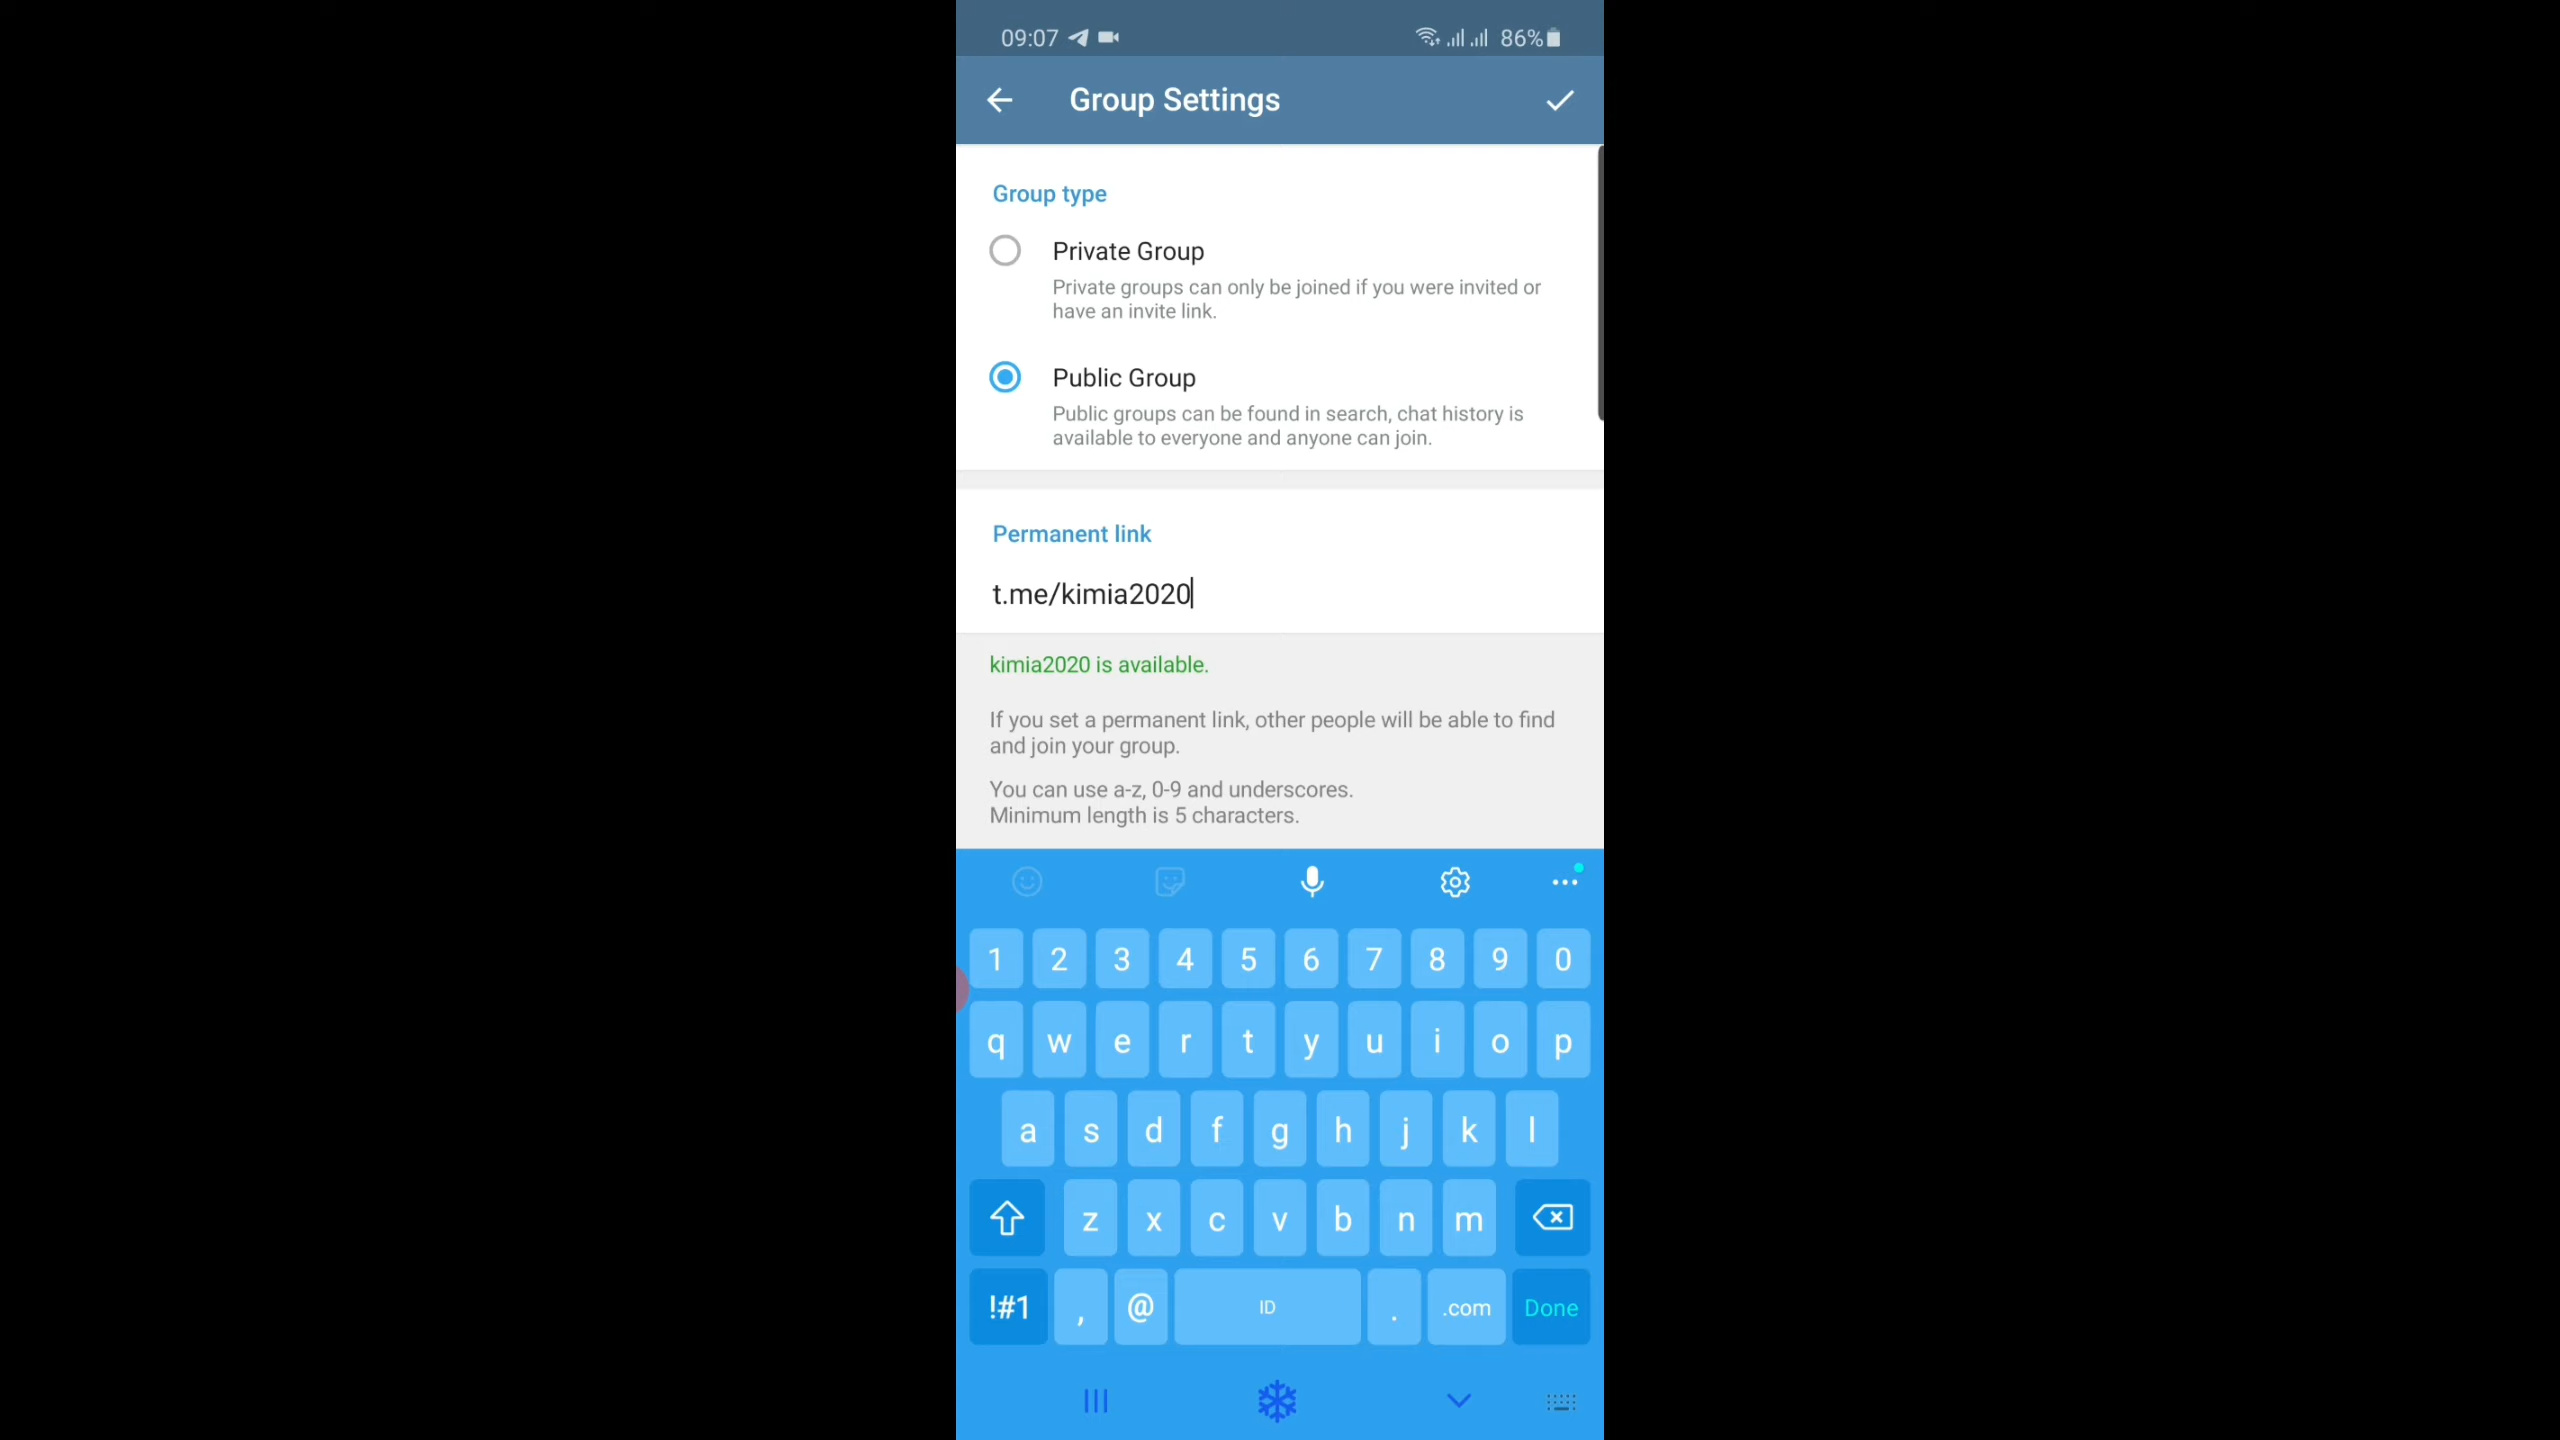 09:07
86%
Group Settings
Group type
Private Group
Private groups can only be joined if you were invited or
have an invite link.
Public Group
Public groups can be found in search, chat history is
available to everyone and anyone can join.
Permanent link
t.me/kimia2020
kimia2020 is available.
If you set a permanent link, other people will be able to find
and join your group.
You can use a-z, 0-9 and underscores.
Minimum length is 5 characters.
1 2 3 4 5 6 7 8 9 0
q w e r t y u i o p
a s d f g h j k l
z x c v b n m
!#1 , @ ID . .com Done